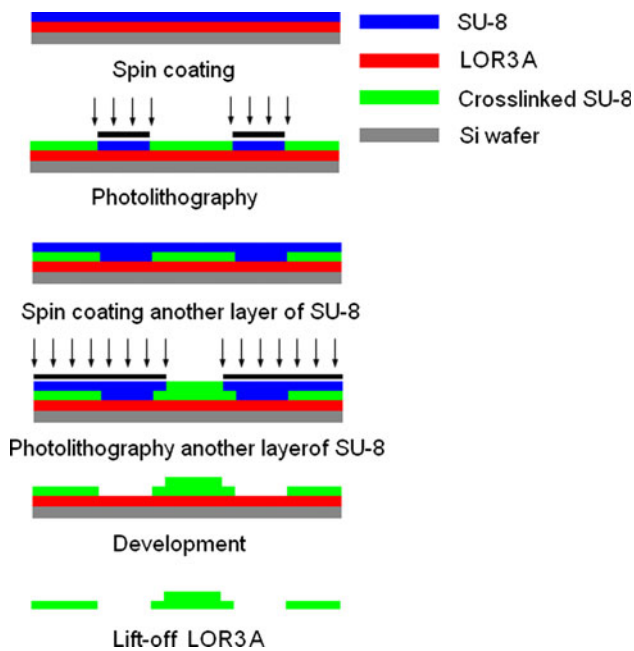 SU-8
LOR3A
Crosslinked SU-8
Si wafer
Spin coating
Photolithography
Spin coating another layer of SU-8
Photolithography another layerof SU-8
Development
Lift-off LOR3A